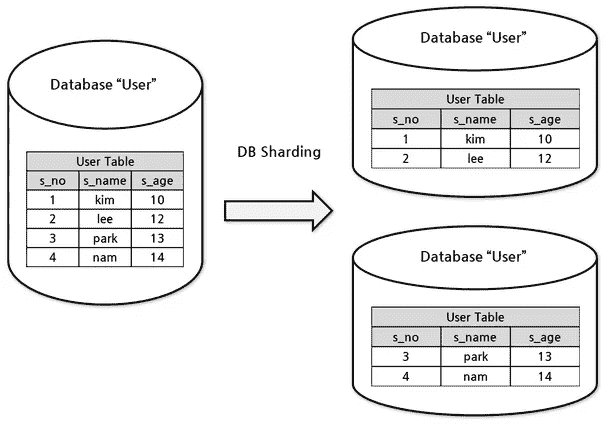 Database “User”
User Table
s_no s_name s_age
1 kim 10
2 lee 12
3 park 13
4 nam 14
DB Sharding
Database “User”
User Table
s_no s_name s_age
1 kim 10
2 lee 12
Database “User”
User Table
s_no s_name s_age
3 park 13
4 nam 14